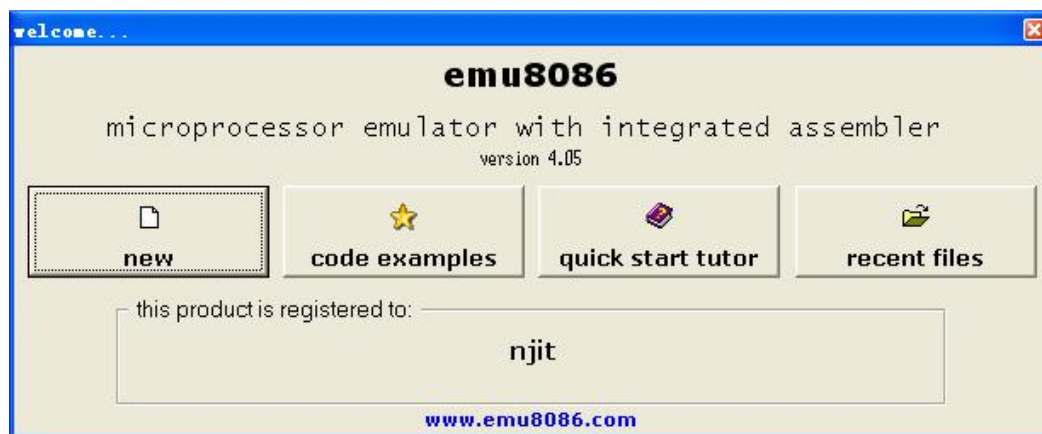 welcome...
emu8086
microprocessor emulator with integrated assembler
version 4.05
new
code examples
quick start tutor
recent files
this product is registered to:
njit
www.emu8086.com